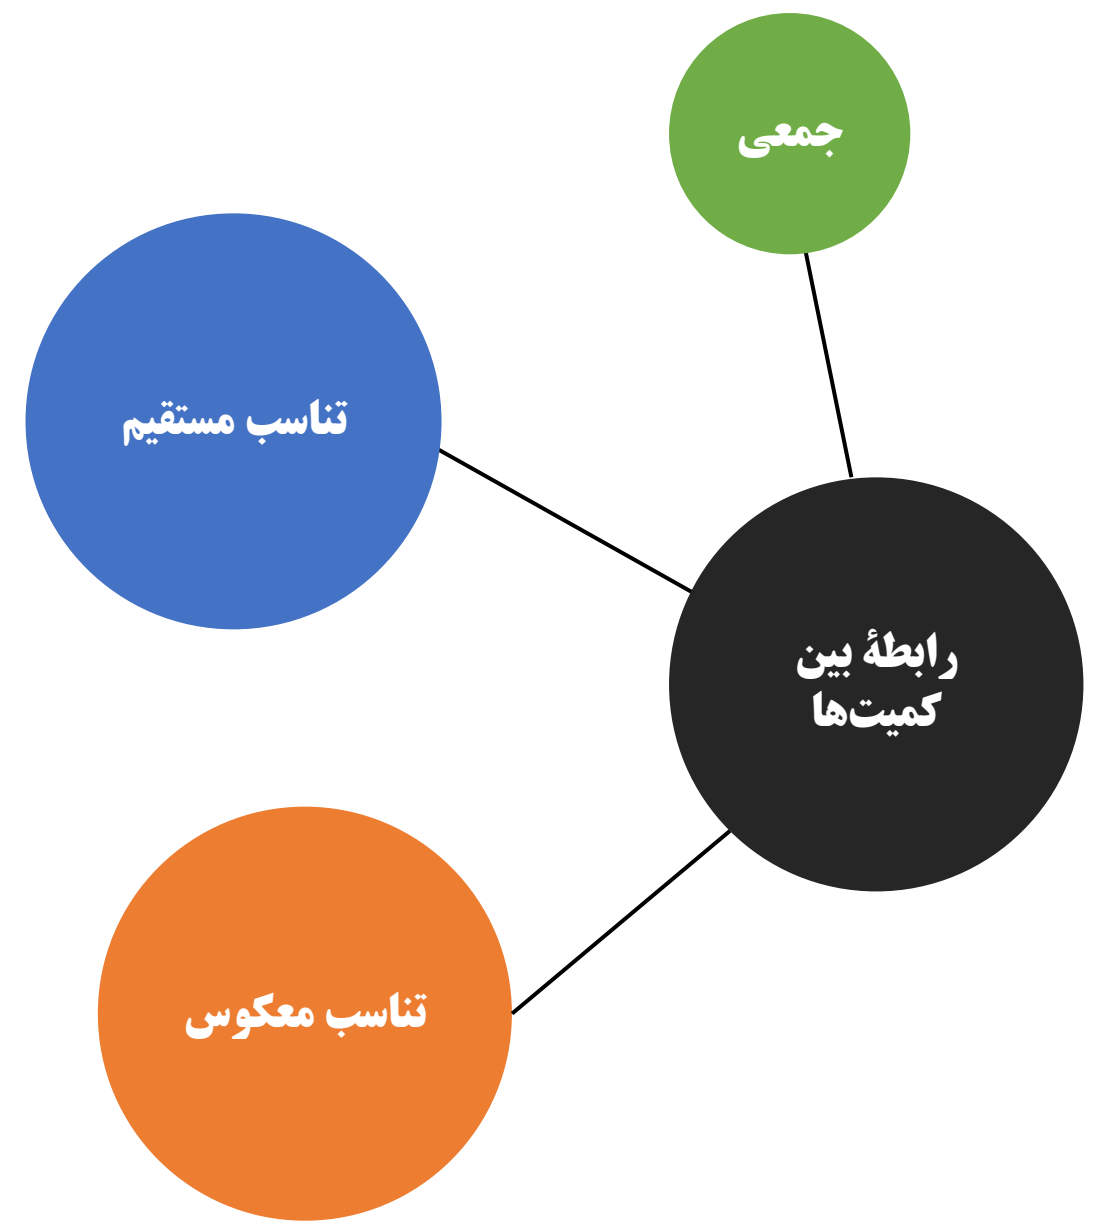 جمعی
تناسب مستقیم
رابطهٔ بین
کمیت‌ها
تناسب معکوس